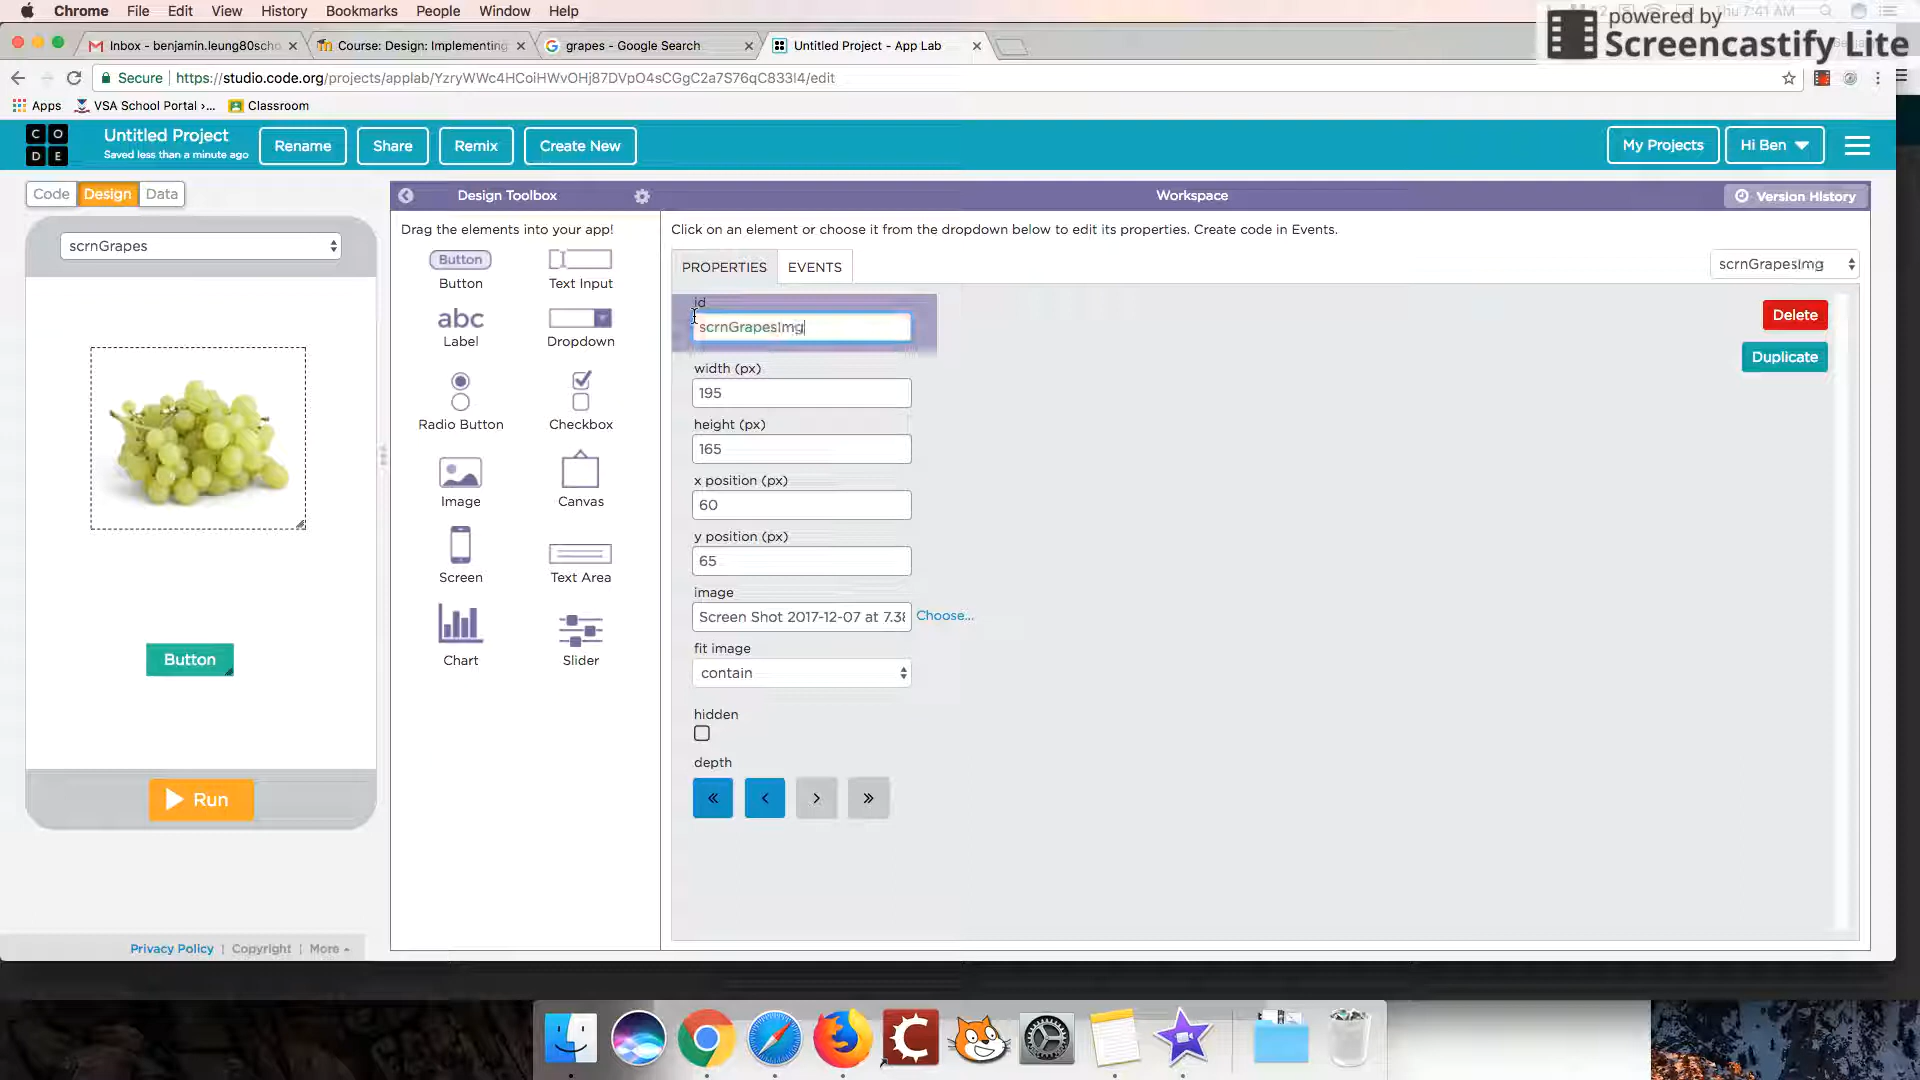 Chrome File Edit View History Bookmarks People Window Help
Thu 7:41 AM
powered by
Screencastify Lite
Inbox - benjamin.leung80scho
Course: Design: Implementing
grapes - Google Search
Untitled Project - App Lab
Secure https://studio.code.org/projects/applab/YzryWWc4HCoiHWvOHj87DVpO4sCGgC2a7S76qC833l4/edit
Apps VSA School Portal ›... Classroom
C O
D E
Untitled Project
Saved less than a minute ago
Rename Share Remix Create New
My Projects Hi Ben
Code Design Data
Design Toolbox
Workspace
Version History
scrnGrapes
Drag the elements into your app!
Click on an element or choose it from the dropdown below to edit its properties. Create code in Events.
PROPERTIES EVENTS
scrnGrapesImg
Button
Button
Text Input
abc
Label
Dropdown
Radio Button
Checkbox
Image
Canvas
Screen
Text Area
Chart
Slider
id
scrnGrapesImg
width (px)
195
height (px)
165
x position (px)
60
y position (px)
65
image
Screen Shot 2017-12-07 at 7.38
Choose...
fit image
contain
hidden
depth
Delete
Duplicate
Button
Run
Privacy Policy | Copyright | More